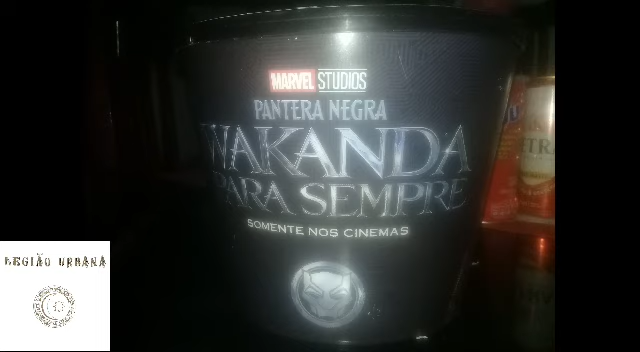 MARVEL STUDIOS
PANTERA NEGRA
WAKANDA
PARA SEMPRE
SOMENTE NOS CINEMAS
LEGIÃO URBANA